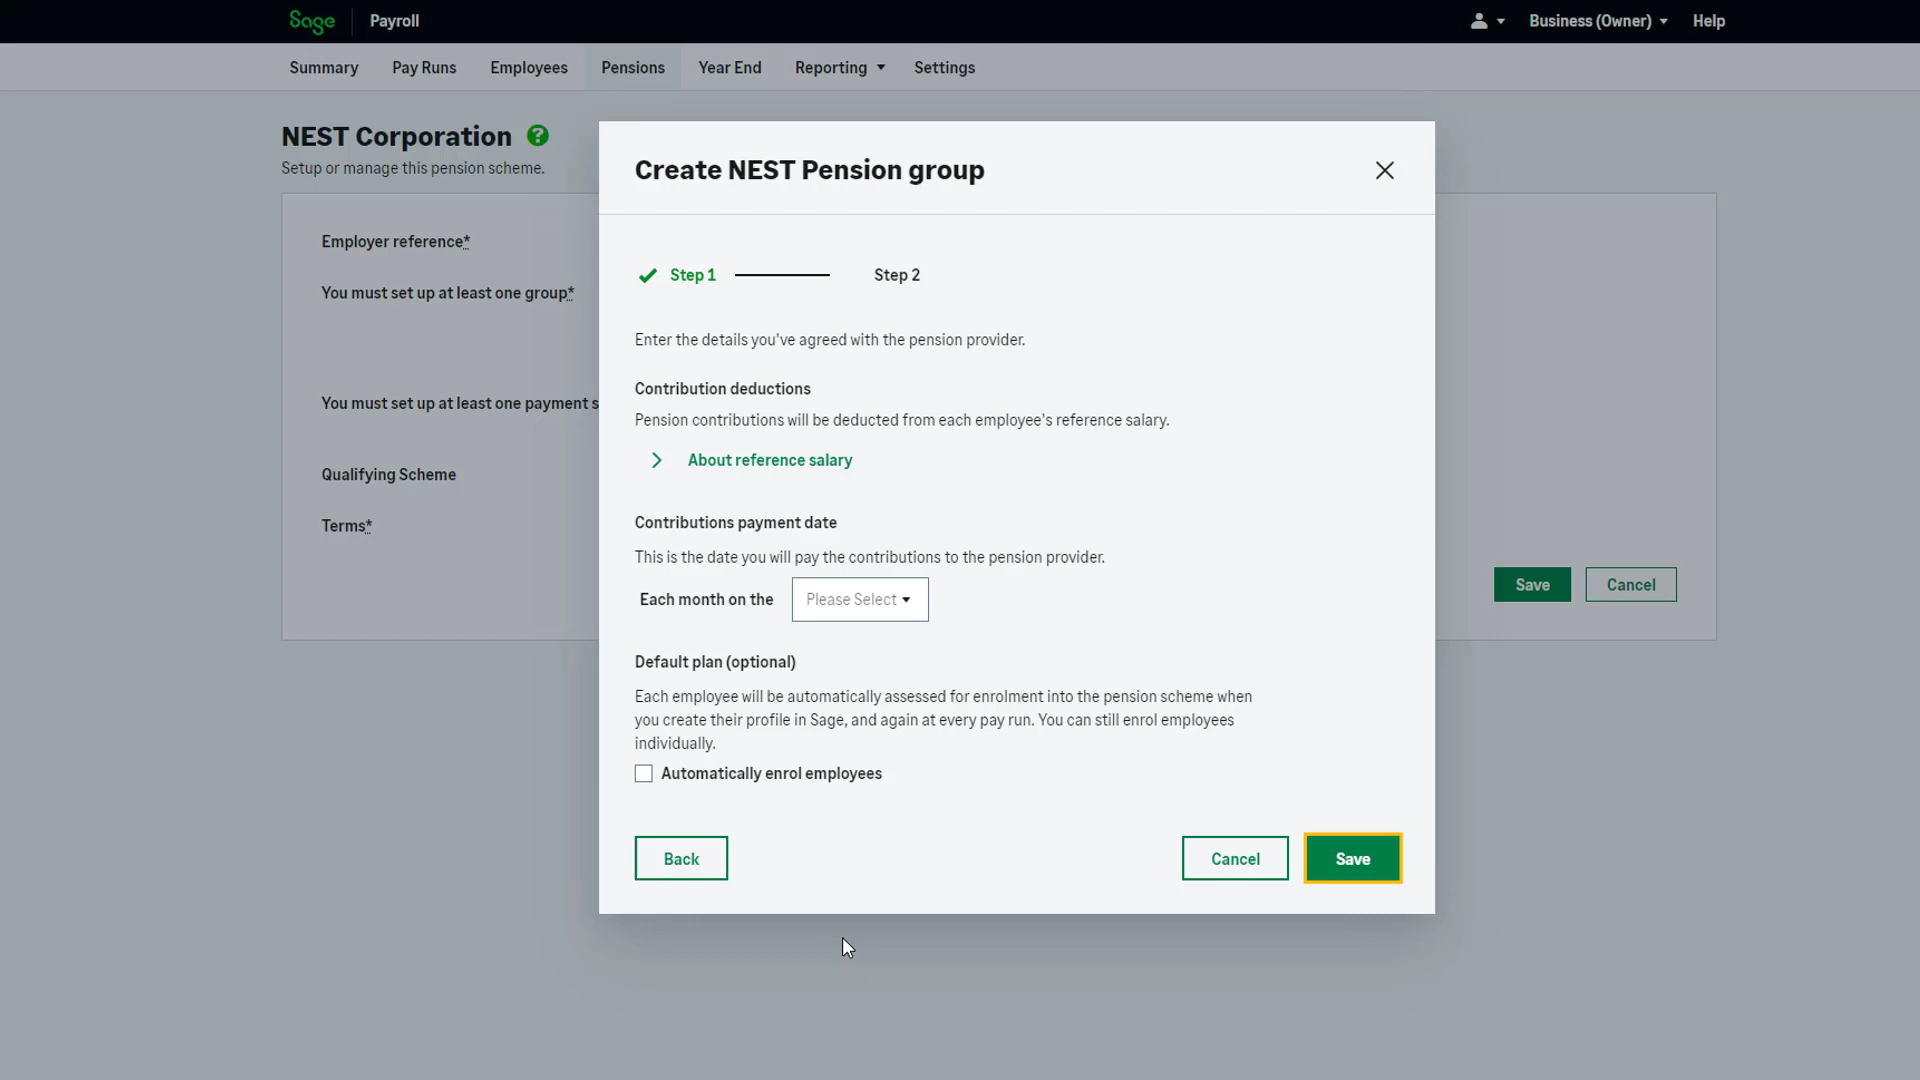 Sage Payroll Business (Owner) Help
Summary Pay Runs Employees Pensions Year End Reporting Settings
NEST Corporation ?
Setup or manage this pension scheme.
Employer reference*
You must set up at least one group*
You must set up at least one payment s
Qualifying Scheme
Terms*
Save Cancel
Create NEST Pension group
Step 1 Step 2
Enter the details you've agreed with the pension provider.
Contribution deductions
Pension contributions will be deducted from each employee's reference salary.
About reference salary
Contributions payment date
This is the date you will pay the contributions to the pension provider.
Each month on the Please Select
Default plan (optional)
Each employee will be automatically assessed for enrolment into the pension scheme when
you create their profile in Sage, and again at every pay run. You can still enrol employees
individually.
Automatically enrol employees
Back Cancel Save